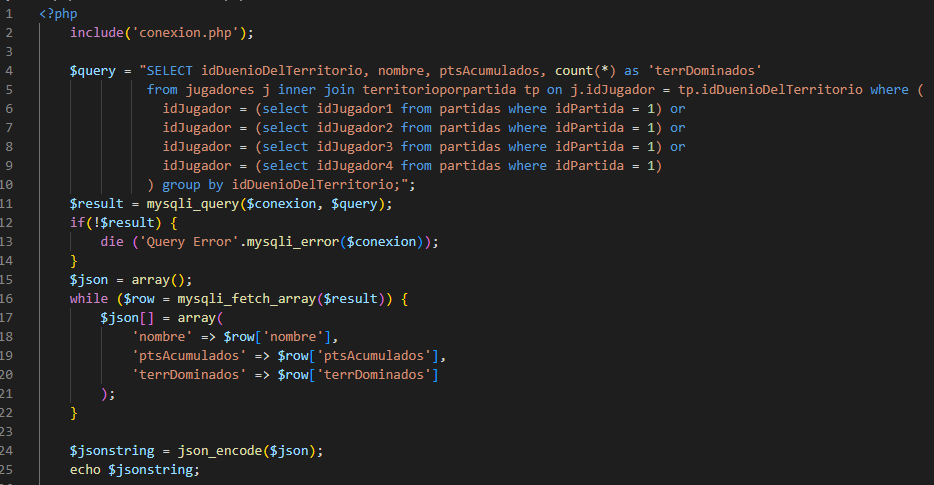 1 <?php
2 include('conexion.php');
3
4 $query = "SELECT idDuenioDelTerritorio, nombre, ptsAcumulados, count(*) as 'terrDominados'
5 from jugadores j inner join territorioporpartida tp on j.idJugador = tp.idDuenioDelTerritorio where (
6 idJugador = (select idJugador1 from partidas where idPartida = 1) or
7 idJugador = (select idJugador2 from partidas where idPartida = 1) or
8 idJugador = (select idJugador3 from partidas where idPartida = 1) or
9 idJugador = (select idJugador4 from partidas where idPartida = 1)
10 ) group by idDuenioDelTerritorio;";
11 $result = mysqli_query($conexion, $query);
12 if(!$result) {
13 die ('Query Error'.mysqli_error($conexion));
14 }
15 $json = array();
16 while ($row = mysqli_fetch_array($result)) {
17 $json[] = array(
18 'nombre' => $row['nombre'],
19 'ptsAcumulados' => $row['ptsAcumulados'],
20 'terrDominados' => $row['terrDominados']
21 );
22 }
23
24 $jsonstring = json_encode($json);
25 echo $jsonstring;